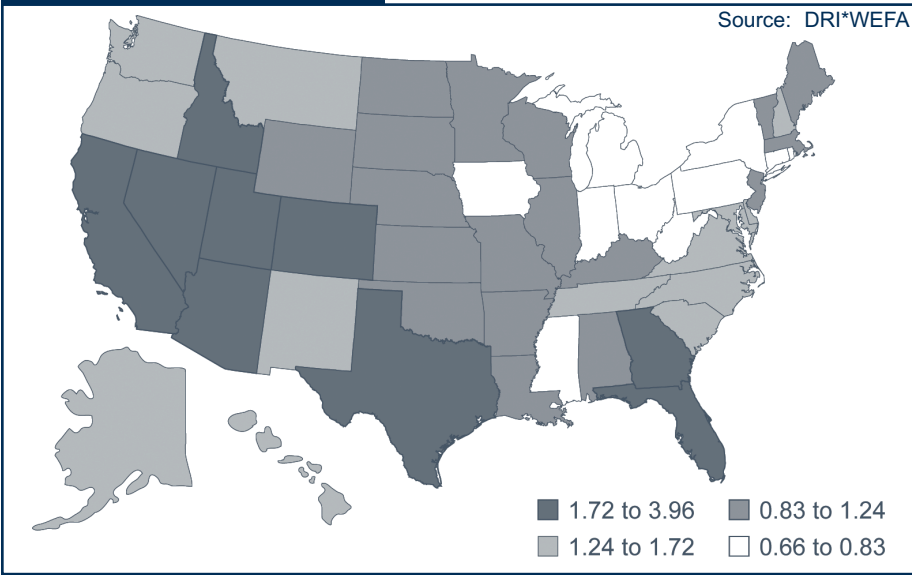 Source: DRI*WEFA
1.72 to 3.96
0.83 to 1.24
1.24 to 1.72
0.66 to 0.83